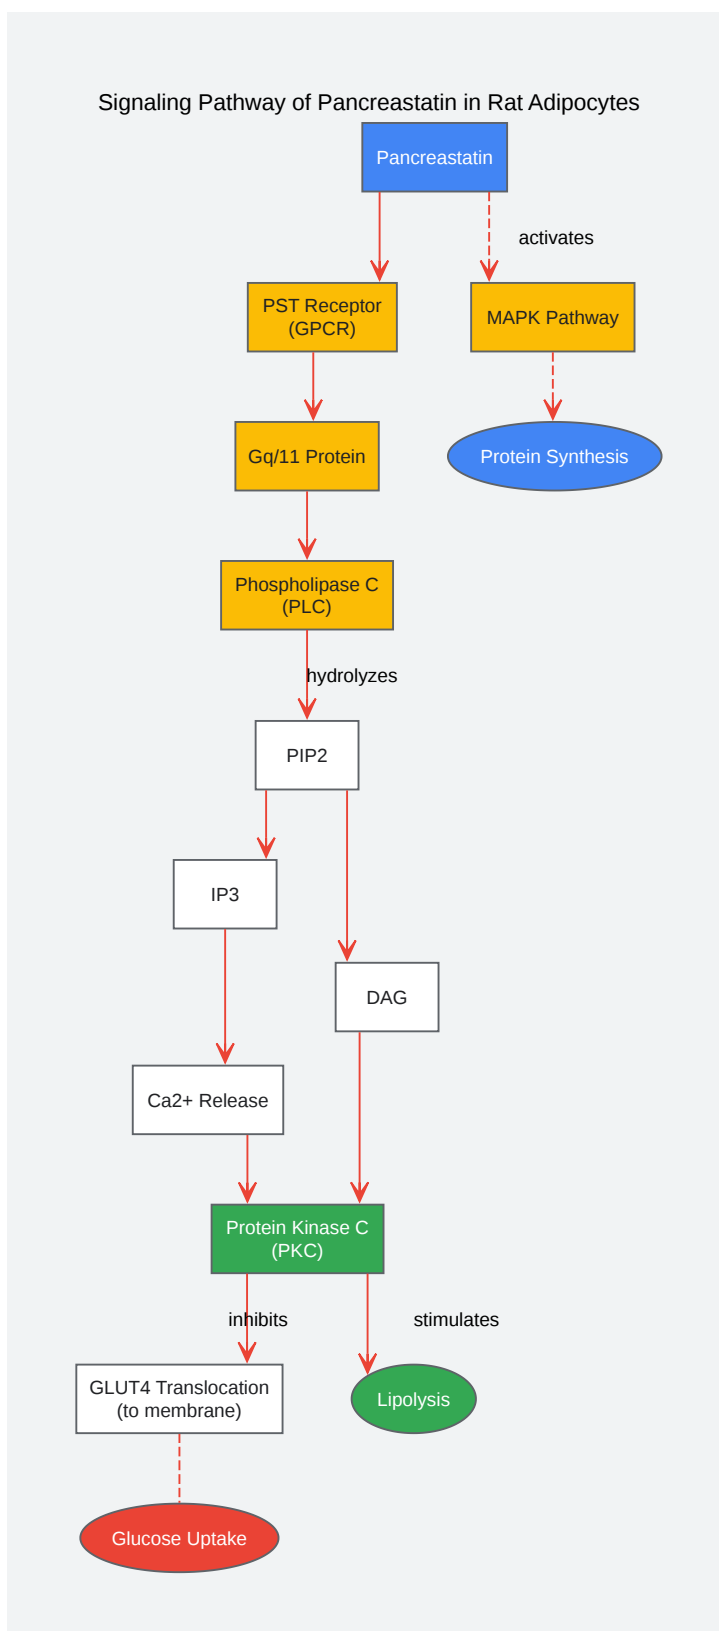 Signaling Pathway of Pancreastatin in Rat Adipocytes
Pancreastatin
activates
PST Receptor
(GPCR)
MAPK Pathway
Gq/11 Protein
Protein Synthesis
Phospholipase C
(PLC)
hydrolyzes
PIP2
IP3
DAG
Ca2+ Release
Protein Kinase C
(PKC)
inhibits
stimulates
GLUT4 Translocation
(to membrane)
Lipolysis
Glucose Uptake